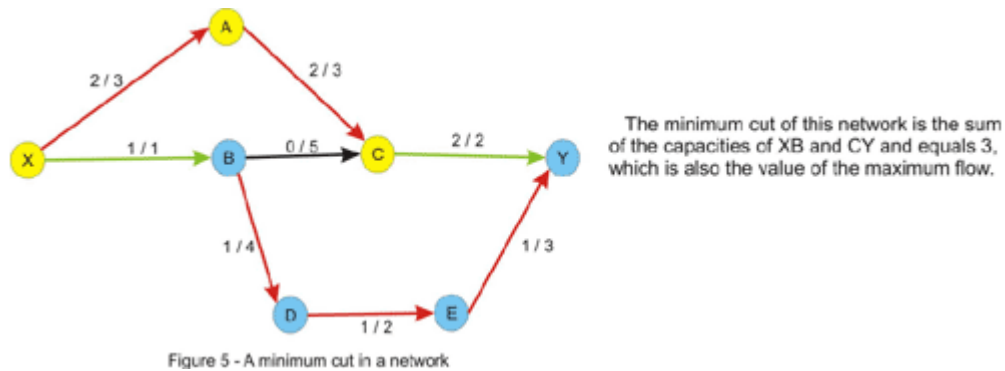 A
2 / 3
2 / 3
The minimum cut of this network is the sum
of the capacities of XB and CY and equals 3,
which is also the value of the maximum flow.
X
1 / 1
B
0 / 5
C
2 / 2
Y
1 / 4
1 / 3
D
1 / 2
E
Figure 5 - A minimum cut in a network